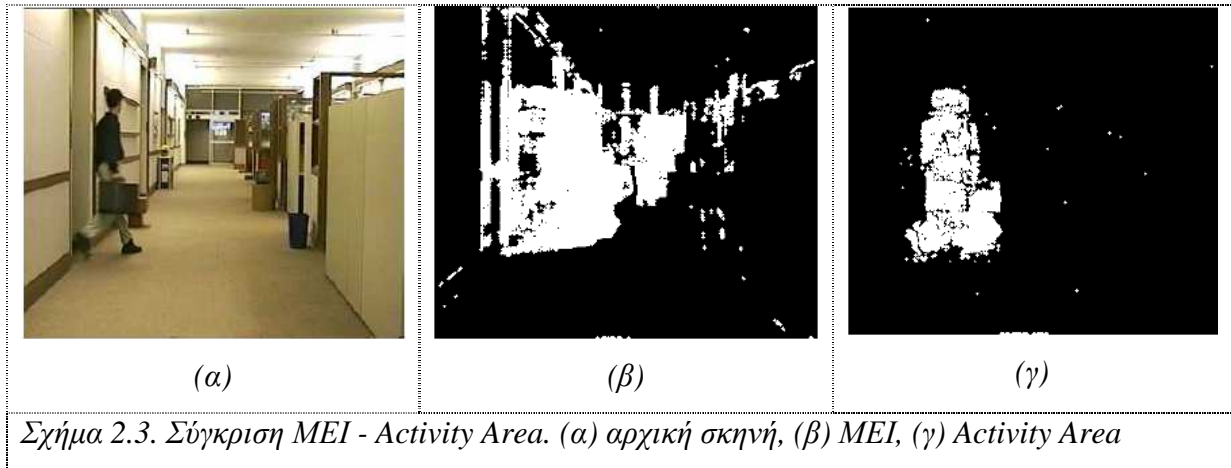 (α) (β) (γ)
Σχήμα 2.3. Σύγκριση MEI - Activity Area. (α) αρχική σκηνή, (β) MEI, (γ) Activity Area